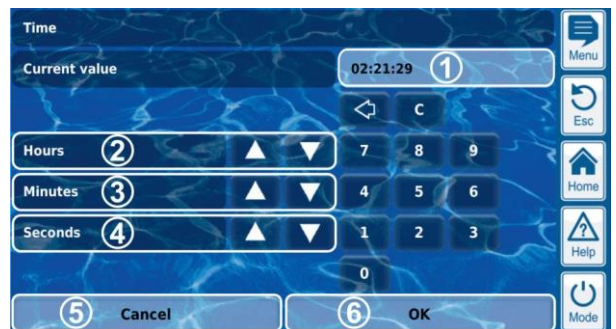 Time
Menu
Current value 02:21:29 1
C
Esc
Hours 2 7 8 9
Home
Minutes 3 4 5 6
Seconds 4 1 2 3
? Help
0
5 Cancel 6 OK
Mode